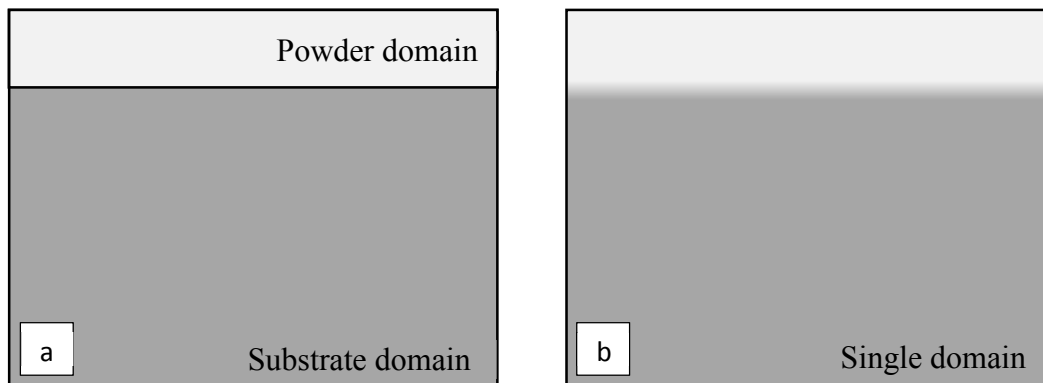 Powder domain
a
Substrate domain
b
Single domain